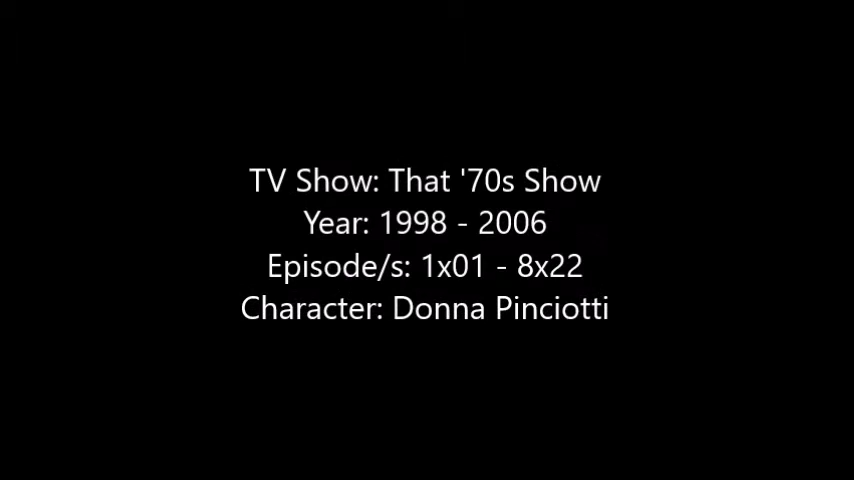 TV Show: That '70s Show
Year: 1998 - 2006
Episode/s: 1x01 - 8x22
Character: Donna Pinciotti